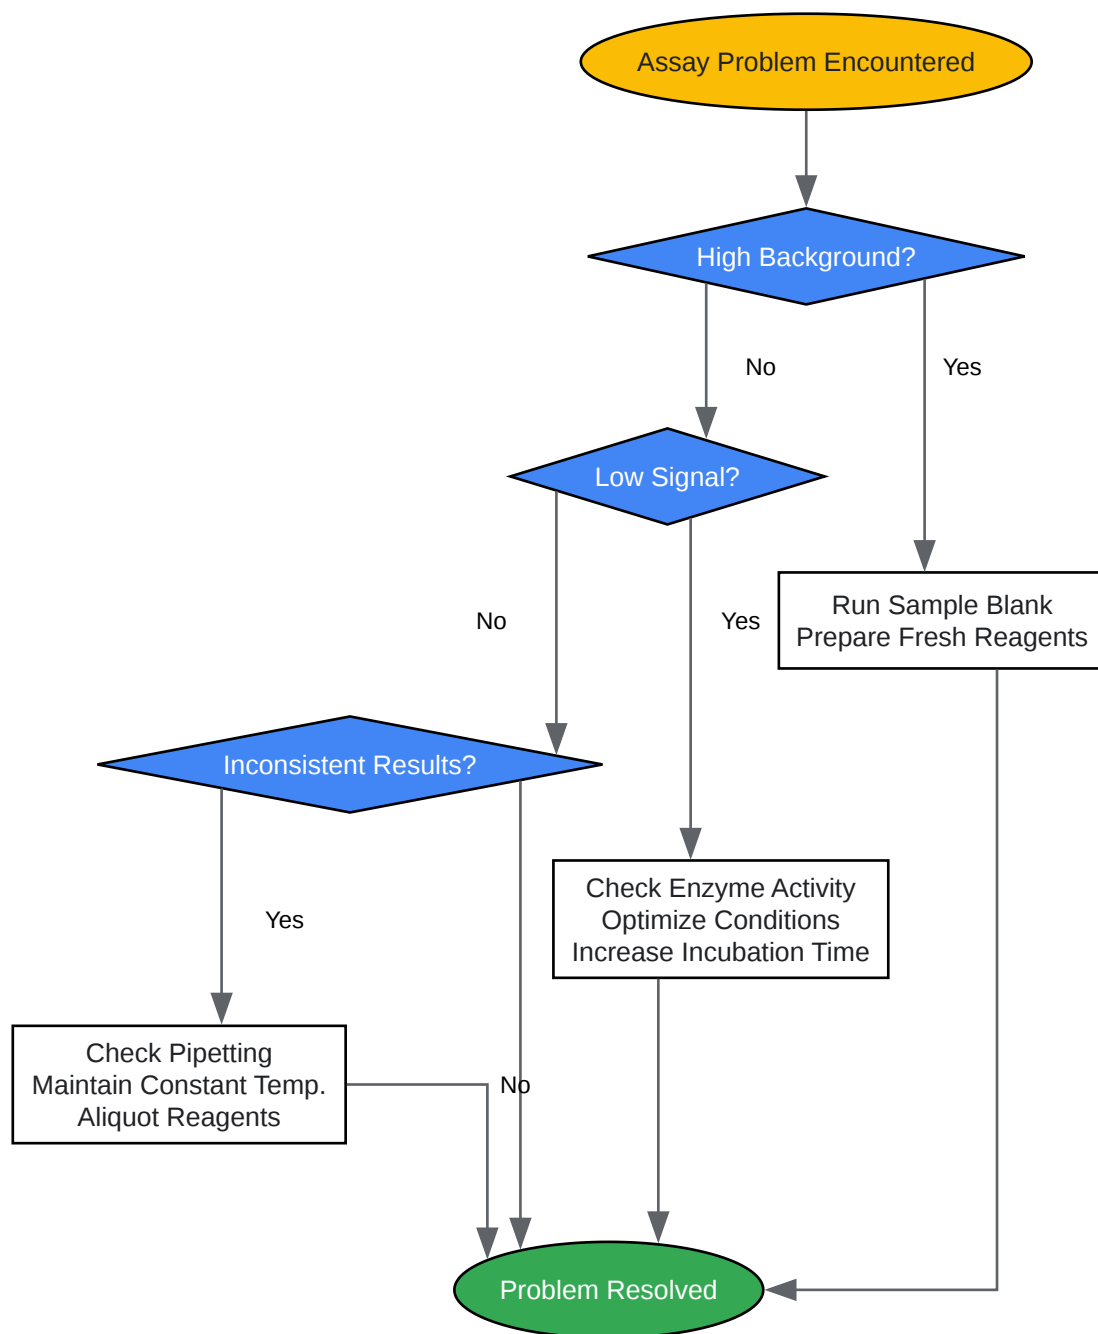 Assay Problem Encountered
High Background?
No
Yes
Low Signal?
No
Yes
Run Sample Blank
Prepare Fresh Reagents
Inconsistent Results?
Yes
Check Enzyme Activity
Optimize Conditions
Increase Incubation Time
Check Pipetting
Maintain Constant Temp.
Aliquot Reagents
No
Problem Resolved